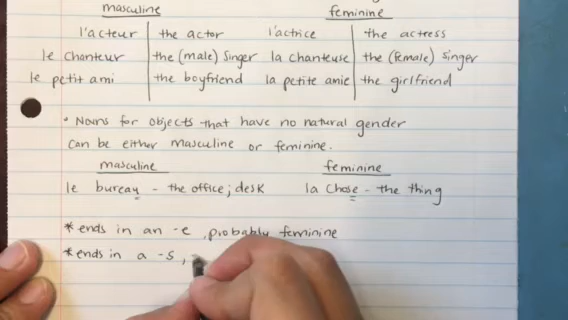 masculine feminine
l'acteur the actor l'actrice the actress
le chanteur the (male) singer la chanteuse the (female) singer
le petit ami the boyfriend la petite amie the girlfriend
• Nouns for objects that have no natural gender
can be either masculine or feminine.
masculine feminine
le bureau - the office; desk la chose - the thing
*ends in an -e, probably feminine
*ends in a -s,